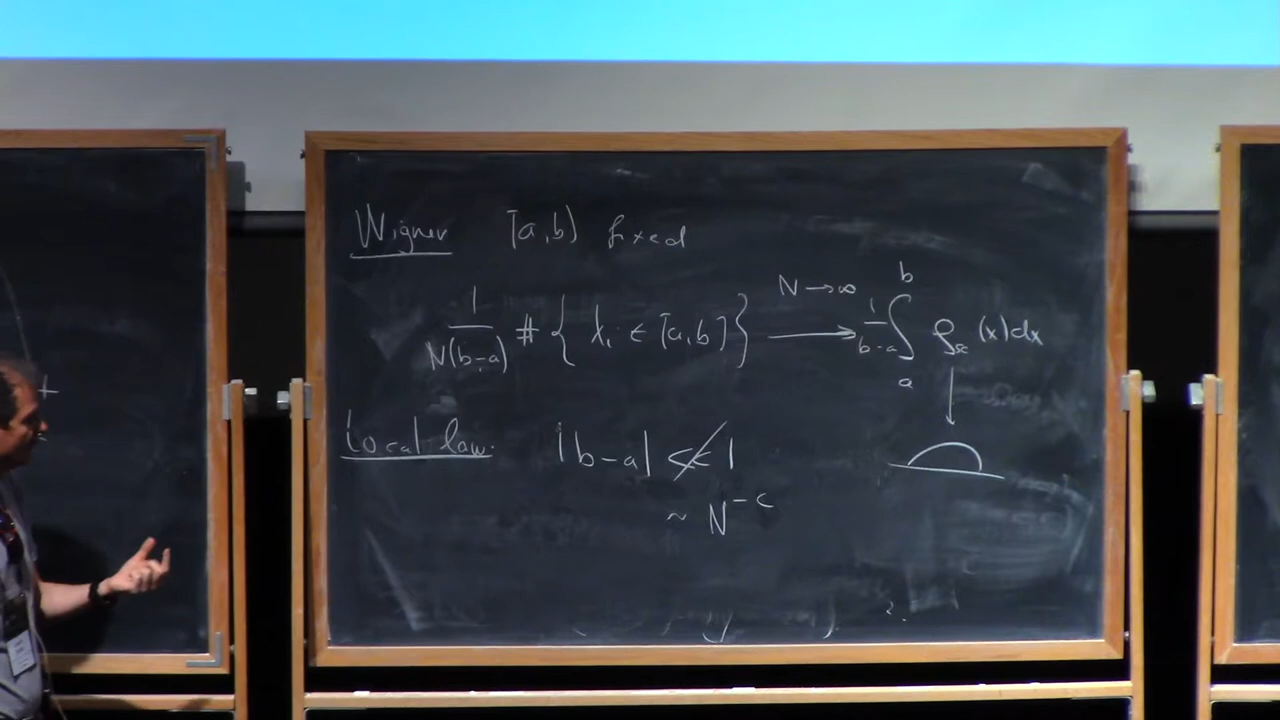 Wigner [a,b) fixed
1/N(b-a) # { λi ∈ [a,b] } N→∞ ⟶ 1/b-a ∫_a^b ρsc (x)dx
Local law. |b-a| ≪ 1
~ N^-c